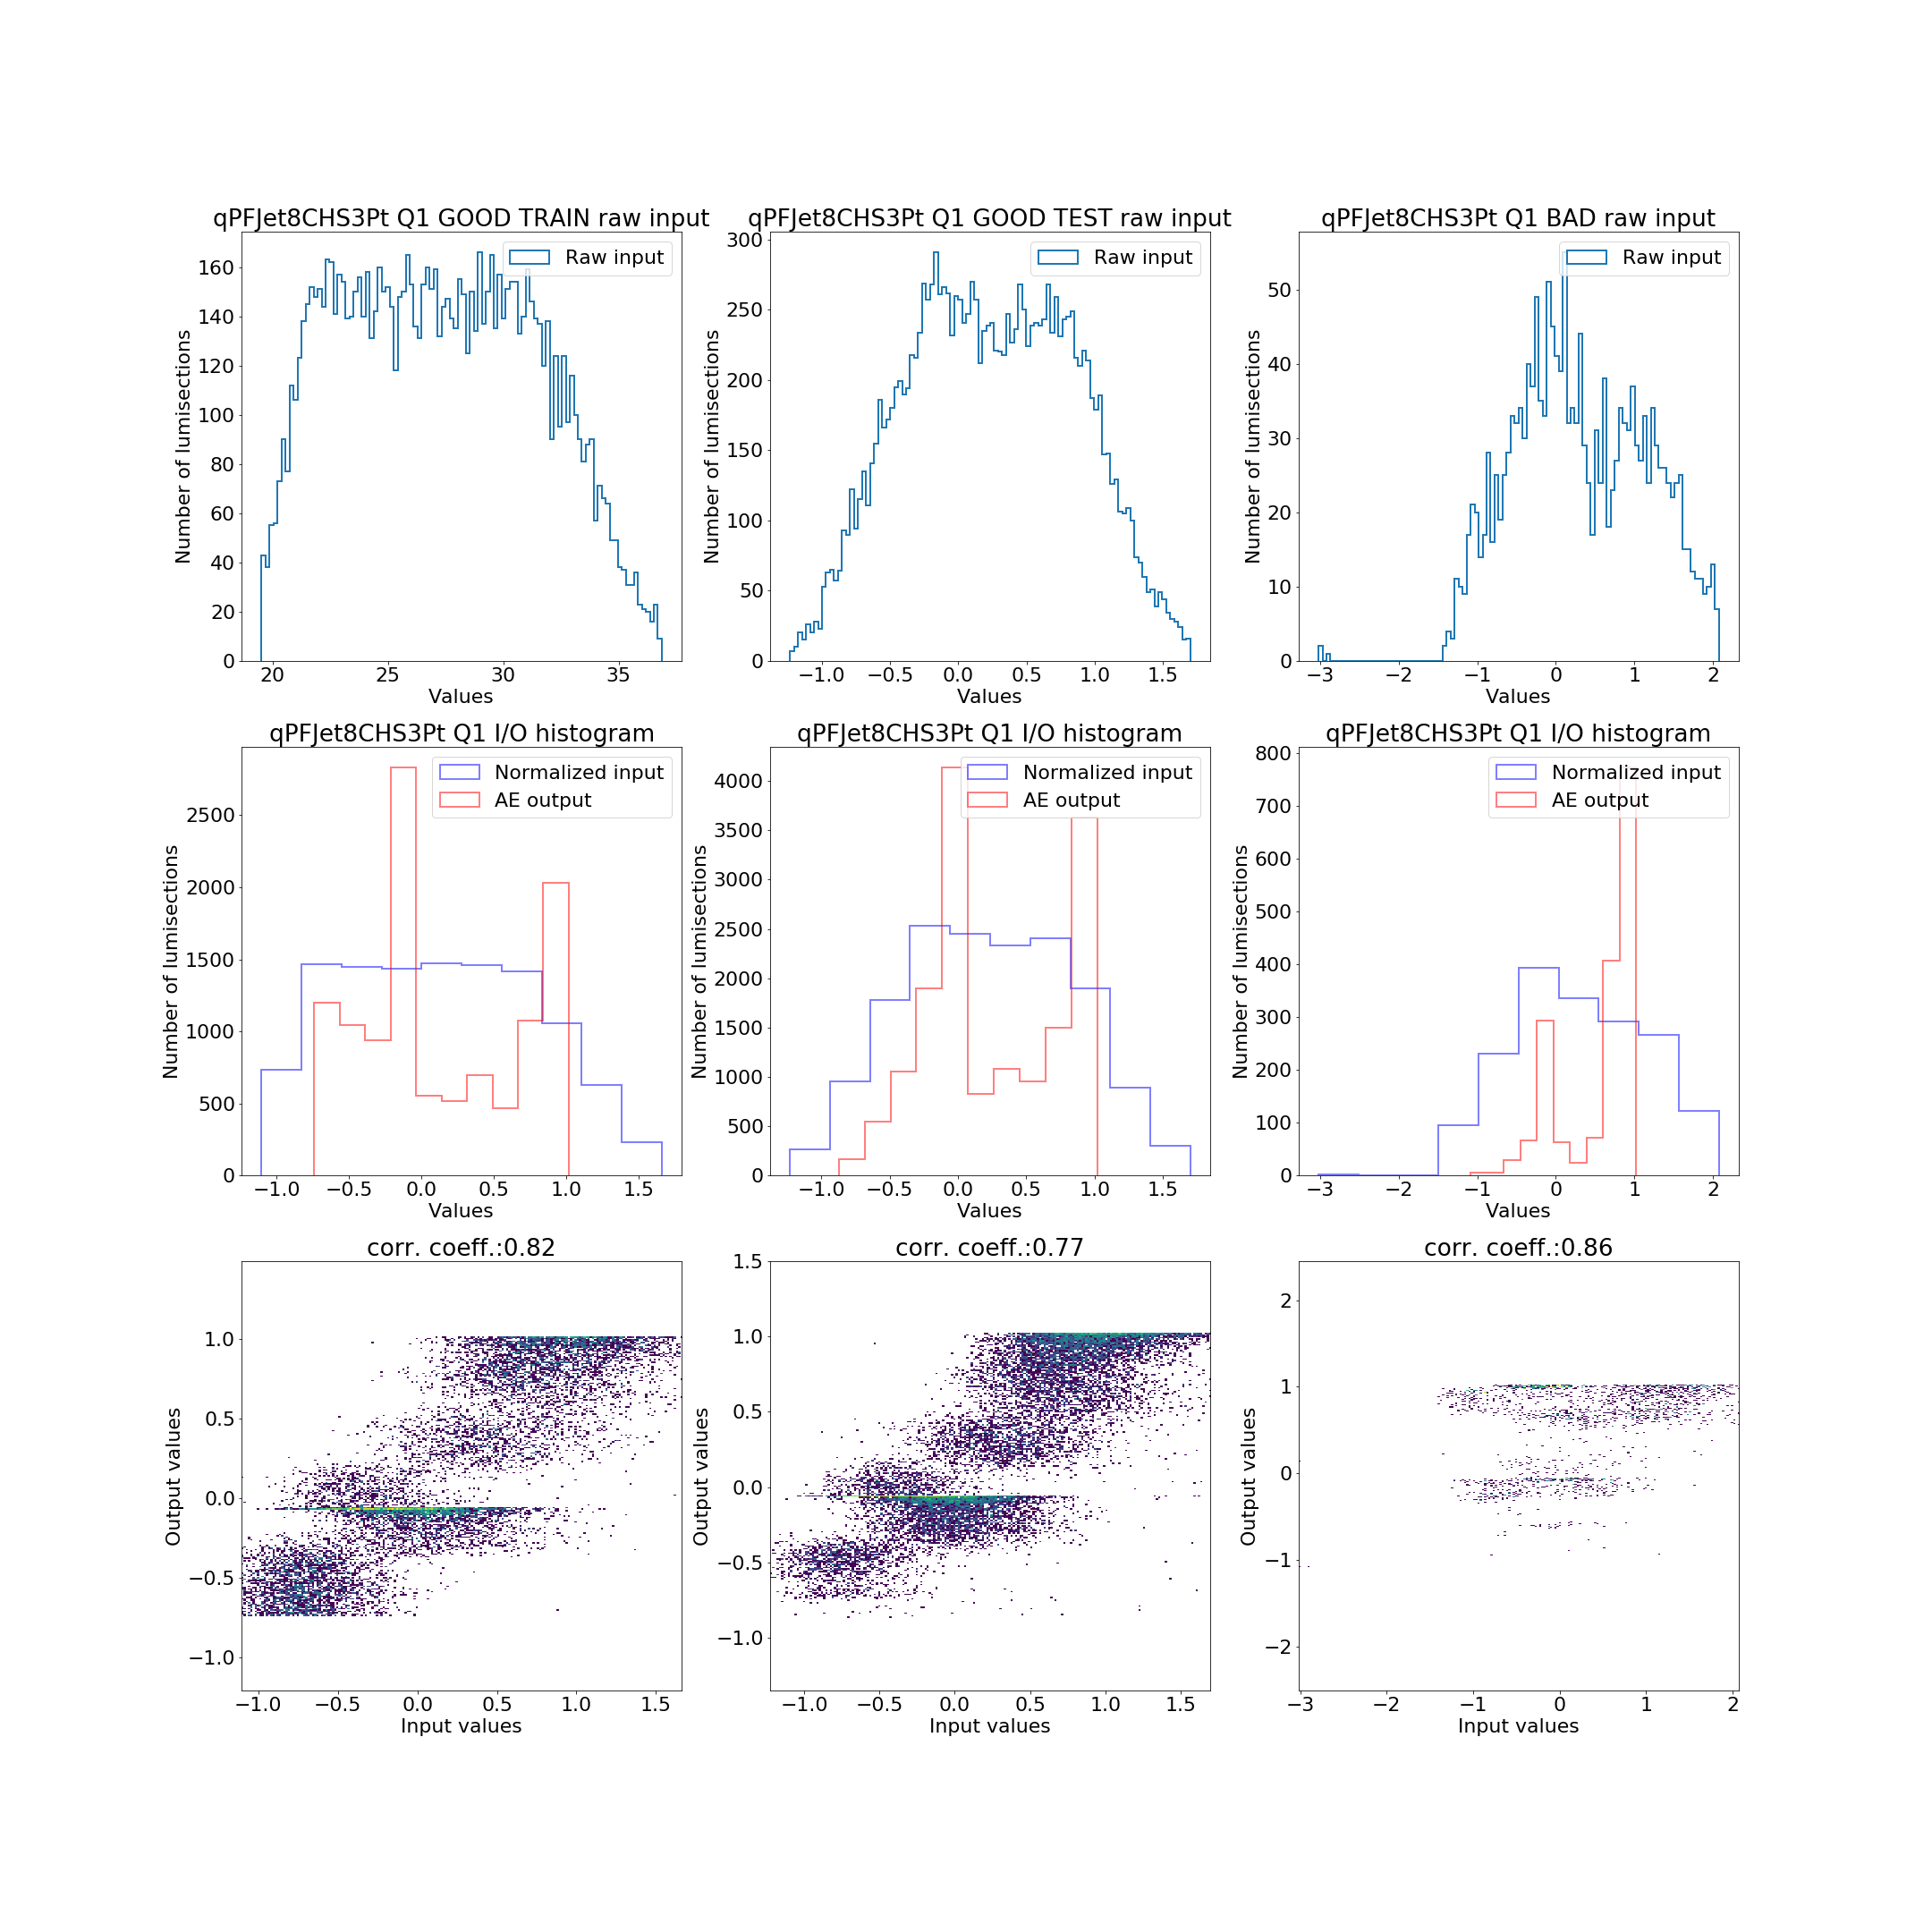 qPFJet8CHS3Pt Q1 GOOD TRAIN raw input
Raw input
Number of lumisections
160
140
120
100
80
60
40
20
0
20 25 30 35
Values
qPFJet8CHS3Pt Q1 GOOD TEST raw input
Raw input
Number of lumisections
300
250
200
150
100
50
0
−1.0 −0.5 0.0 0.5 1.0 1.5
Values
qPFJet8CHS3Pt Q1 BAD raw input
Raw input
Number of lumisections
50
40
30
20
10
0
−3 −2 −1 0 1 2
Values
qPFJet8CHS3Pt Q1 I/O histogram
Normalized input
AE output
Number of lumisections
2500
2000
1500
1000
500
0
−1.0 −0.5 0.0 0.5 1.0 1.5
Values
qPFJet8CHS3Pt Q1 I/O histogram
Normalized input
AE output
Number of lumisections
4000
3500
3000
2500
2000
1500
1000
500
0
−1.0 −0.5 0.0 0.5 1.0 1.5
Values
qPFJet8CHS3Pt Q1 I/O histogram
Normalized input
AE output
Number of lumisections
800
700
600
500
400
300
200
100
0
−3 −2 −1 0 1 2
Values
corr. coeff.:0.82
Output values
1.0
0.5
0.0
−0.5
−1.0
−1.0 −0.5 0.0 0.5 1.0 1.5
Input values
corr. coeff.:0.77
Output values
1.5
1.0
0.5
0.0
−0.5
−1.0
−1.0 −0.5 0.0 0.5 1.0 1.5
Input values
corr. coeff.:0.86
Output values
2
1
0
−1
−2
−3 −2 −1 0 1 2
Input values